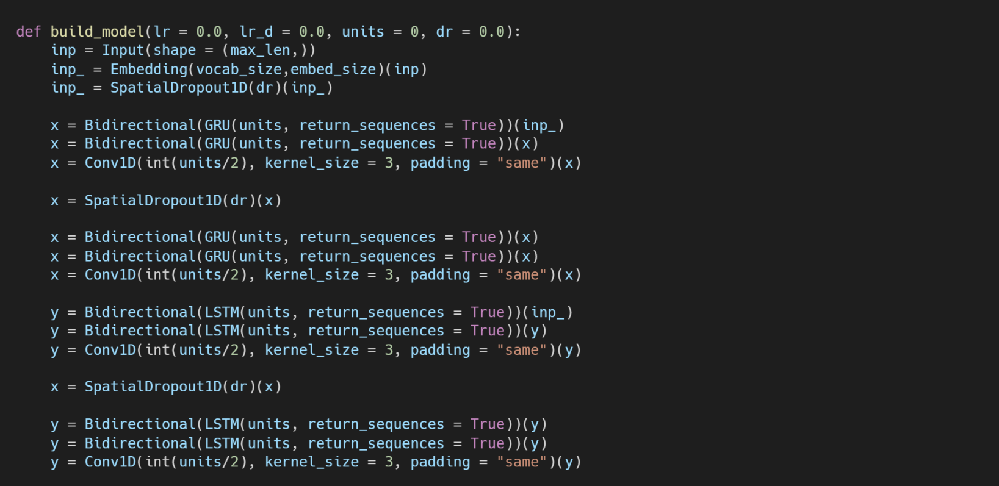 def build_model(lr = 0.0, lr_d = 0.0, units = 0, dr = 0.0):
    inp = Input(shape = (max_len,))
    inp_ = Embedding(vocab_size,embed_size)(inp)
    inp_ = SpatialDropout1D(dr)(inp_)

    x = Bidirectional(GRU(units, return_sequences = True))(inp_)
    x = Bidirectional(GRU(units, return_sequences = True))(x)
    x = Conv1D(int(units/2), kernel_size = 3, padding = "same")(x)

    x = SpatialDropout1D(dr)(x)

    x = Bidirectional(GRU(units, return_sequences = True))(x)
    x = Bidirectional(GRU(units, return_sequences = True))(x)
    x = Conv1D(int(units/2), kernel_size = 3, padding = "same")(x)

    y = Bidirectional(LSTM(units, return_sequences = True))(inp_)
    y = Bidirectional(LSTM(units, return_sequences = True))(y)
    y = Conv1D(int(units/2), kernel_size = 3, padding = "same")(y)

    x = SpatialDropout1D(dr)(x)

    y = Bidirectional(LSTM(units, return_sequences = True))(y)
    y = Bidirectional(LSTM(units, return_sequences = True))(y)
    y = Conv1D(int(units/2), kernel_size = 3, padding = "same")(y)